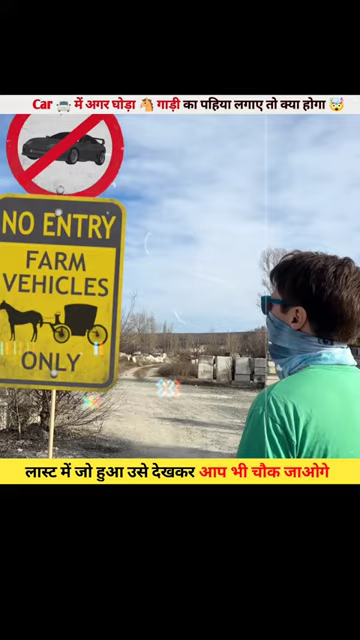 Car 🚘 में अगर घोड़ा 🐴 गाड़ी का पहिया लगाए तो क्या होगा 🤯
NO ENTRY
FARM
VEHICLES
ONLY
लास्ट में जो हुआ उसे देखकर आप भी चौक जाओगे